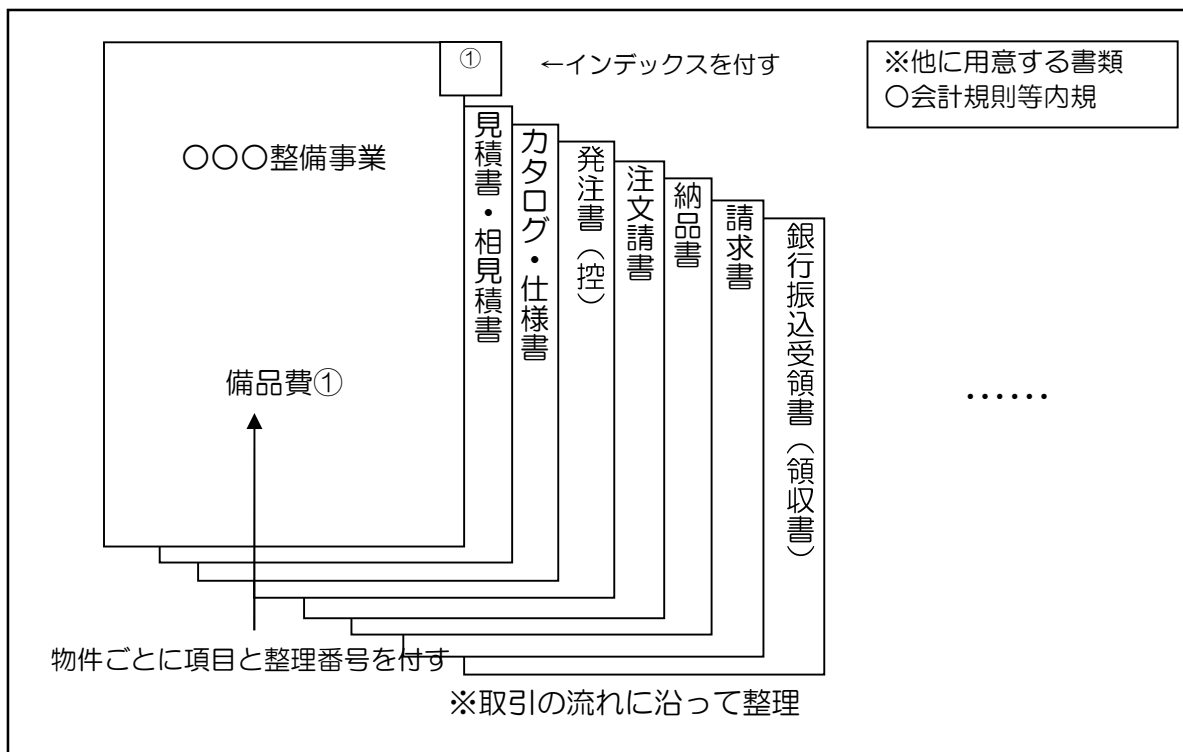 ①
←インデックスを付す
※他に用意する書類
〇会計規則等内規
〇〇〇整備事業
見積書・相見積書
カタログ・仕様書
発注書（控）
注文請書
納品書
請求書
銀行振込受領書（領収書）
備品費①
……
物件ごとに項目と整理番号を付す
※取引の流れに沿って整理